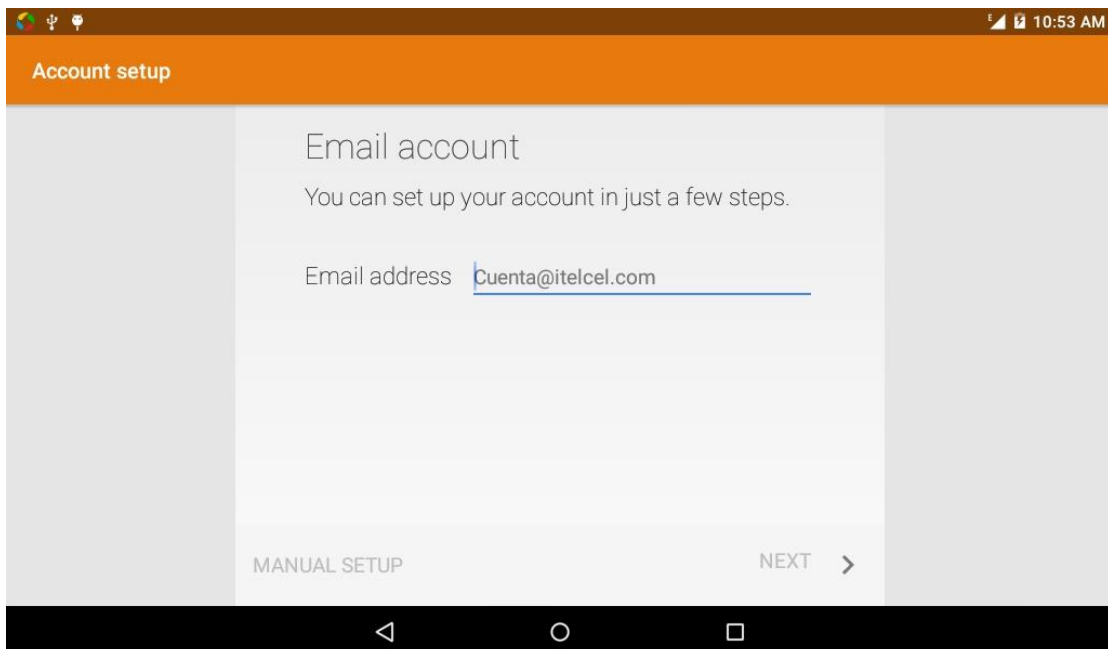 E 10:53 AM
Account setup
Email account
You can set up your account in just a few steps.
Email address Cuenta@itelcel.com
MANUAL SETUP NEXT